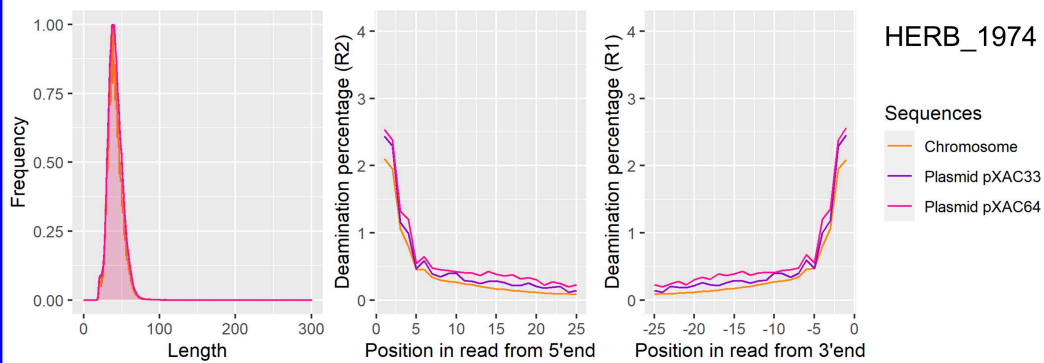 HERB_1974
Frequency
1.00
0.75
0.50
0.25
0.00
0
100
200
300
Length
Deamination percentage (R2)
4
3
2
1
0
0
5
10
15
20
25
Position in read from 5'end
Deamination percentage (R1)
4
3
2
1
0
-25
-20
-15
-10
-5
0
Position in read from 3'end
Sequences
Chromosome
Plasmid pXAC33
Plasmid pXAC64